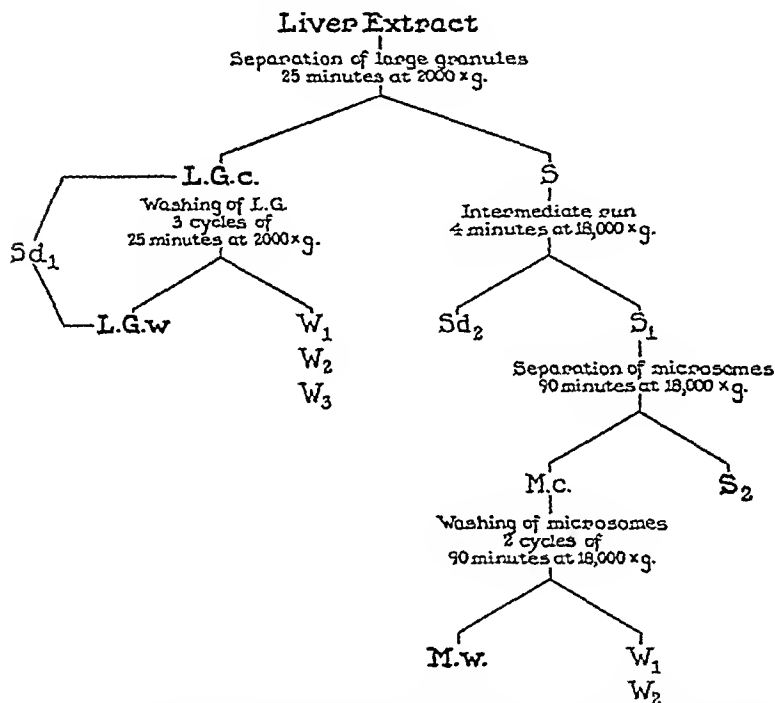 Liver Extract
Separation of large granules
25 minutes at 2000 x g.
L.G.c.
S
Washing of L.G.
3 cycles of
25 minutes at 2000 x g.
Intermediate run
4 minutes at 18,000 x g.
Sd₁
L.G.w
W₁
W₂
W₃
Sd₂
S₁
Separation of microsomes
90 minutes at 18,000 x g.
M.c.
S₂
Washing of microsomes
2 cycles of
90 minutes at 18,000 x g.
M.w.
W₁
W₂